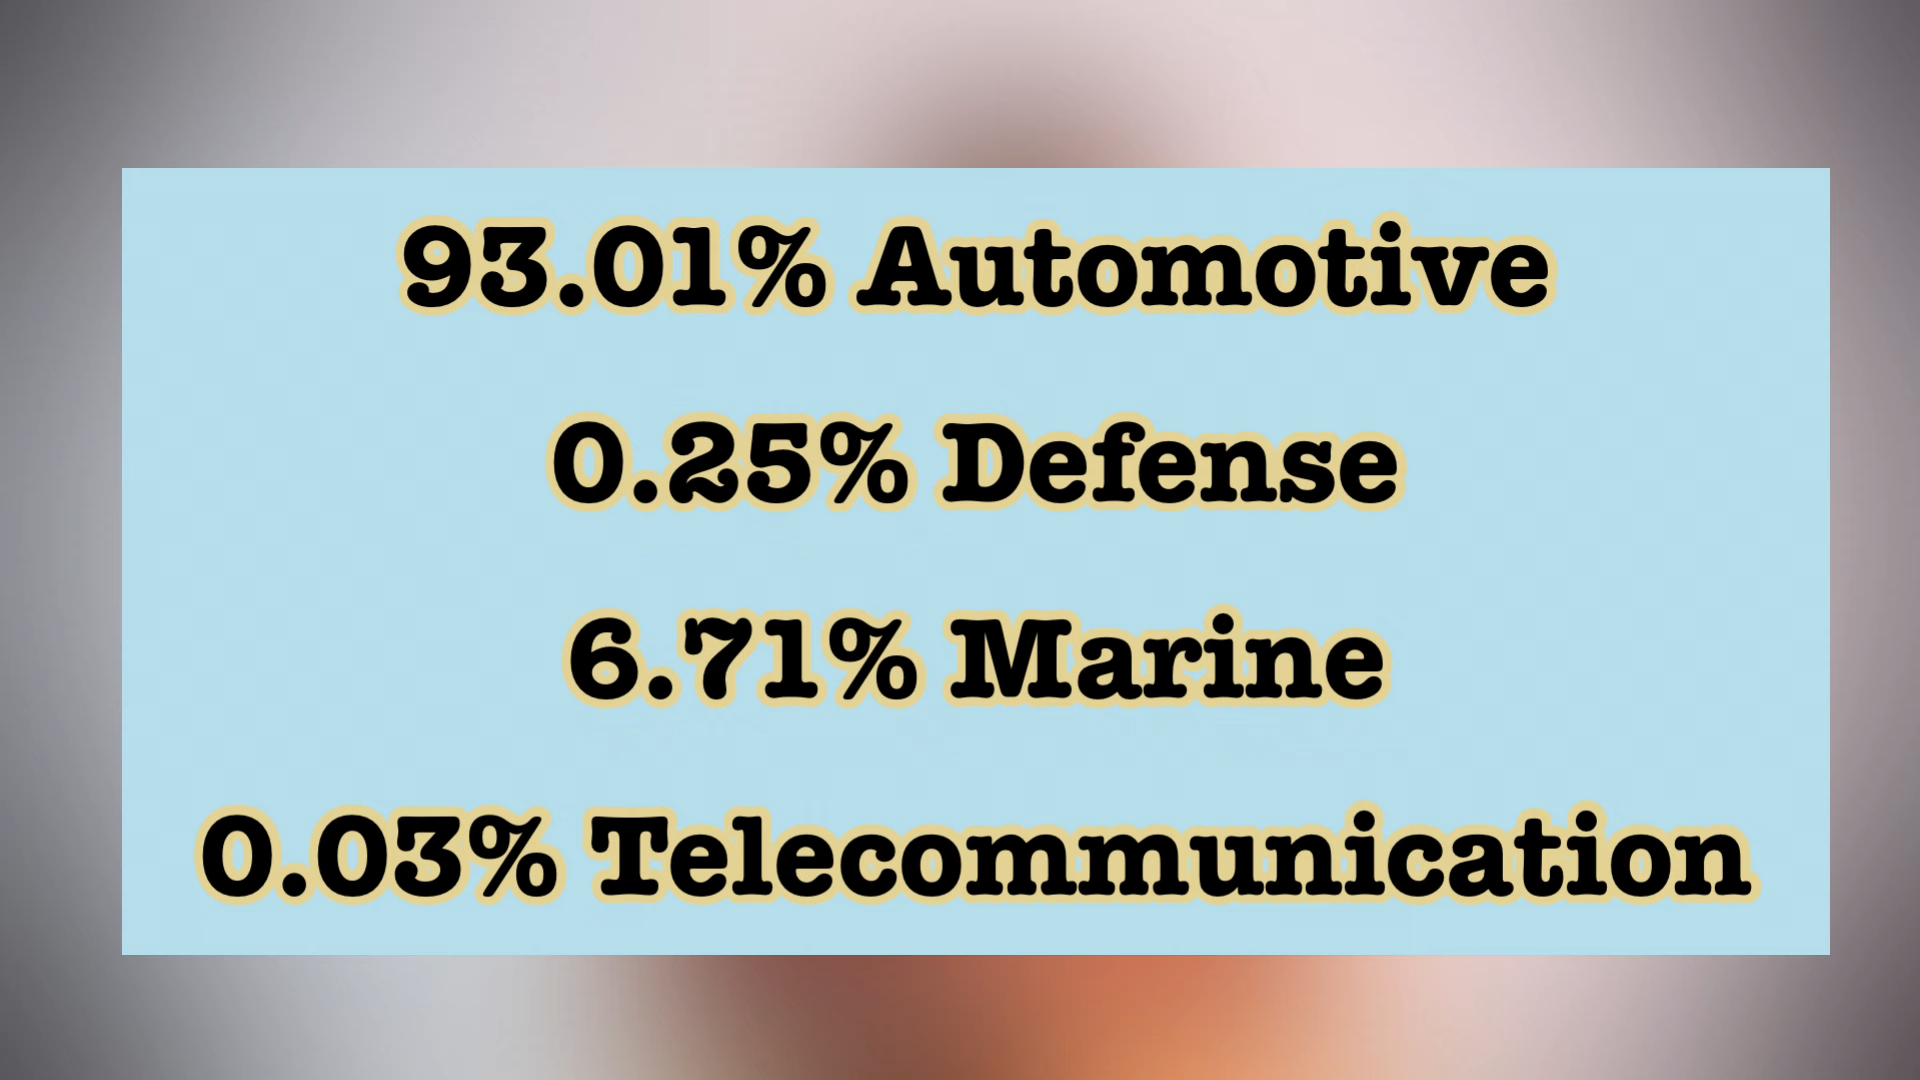 93.01% Automotive
0.25% Defense
6.71% Marine
0.03% Telecommunication